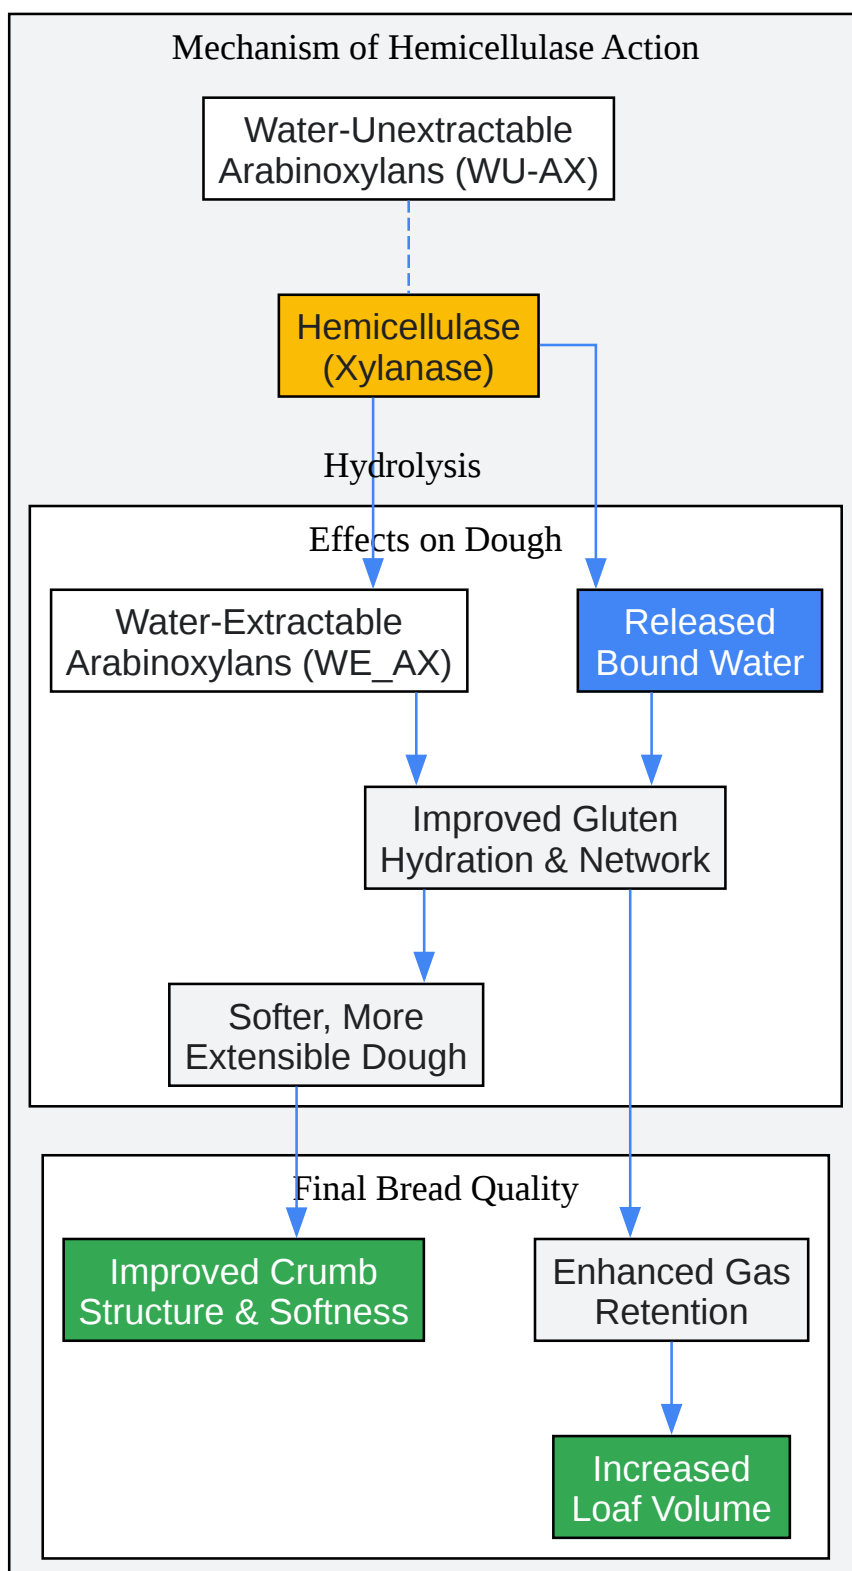 Mechanism of Hemicellulase Action
Water-Unextractable
Arabinoxylans (WU-AX)
Hemicellulase
(Xylanase)
Hydrolysis
Effects on Dough
Water-Extractable
Arabinoxylans (WE_AX)
Released
Bound Water
Improved Gluten
Hydration & Network
Softer, More
Extensible Dough
Final Bread Quality
Improved Crumb
Structure & Softness
Enhanced Gas
Retention
Increased
Loaf Volume